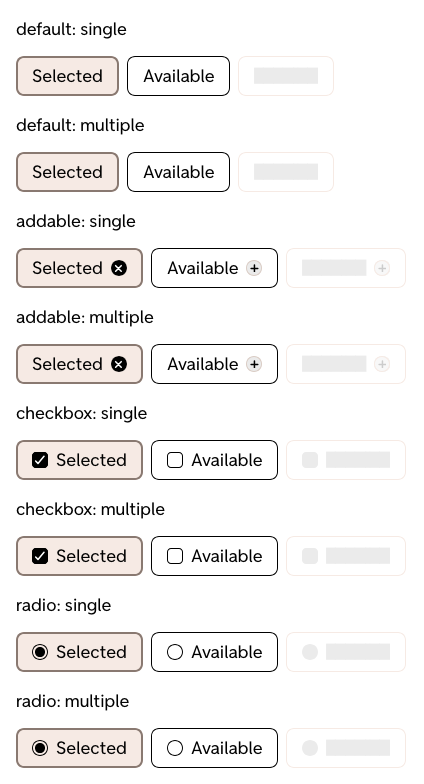 default: single
Selected Available
default: multiple
Selected Available
addable: single
Selected Available
addable: multiple
Selected Available
checkbox: single
Selected Available
checkbox: multiple
Selected Available
radio: single
Selected Available
radio: multiple
Selected Available